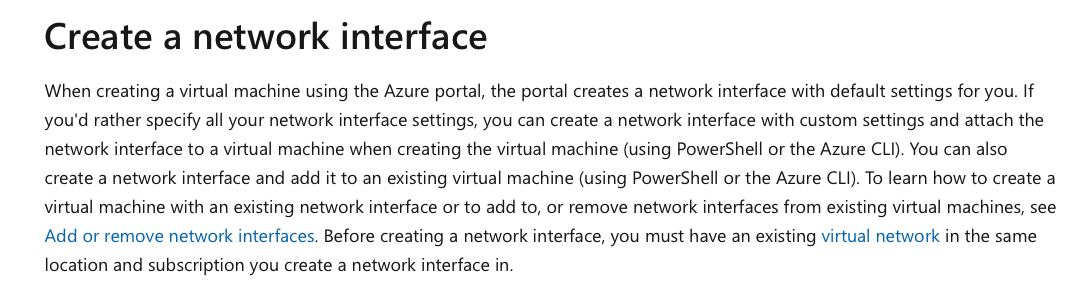 Create a network interface
When creating a virtual machine using the Azure portal, the portal creates a network interface with default settings for you. If
you'd rather specify all your network interface settings, you can create a network interface with custom settings and attach the
network interface to a virtual machine when creating the virtual machine (using PowerShell or the Azure CLI). You can also
create a network interface and add it to an existing virtual machine (using PowerShell or the Azure CLI). To learn how to create a
virtual machine with an existing network interface or to add to, or remove network interfaces from existing virtual machines, see
Add or remove network interfaces. Before creating a network interface, you must have an existing virtual network in the same
location and subscription you create a network interface in.